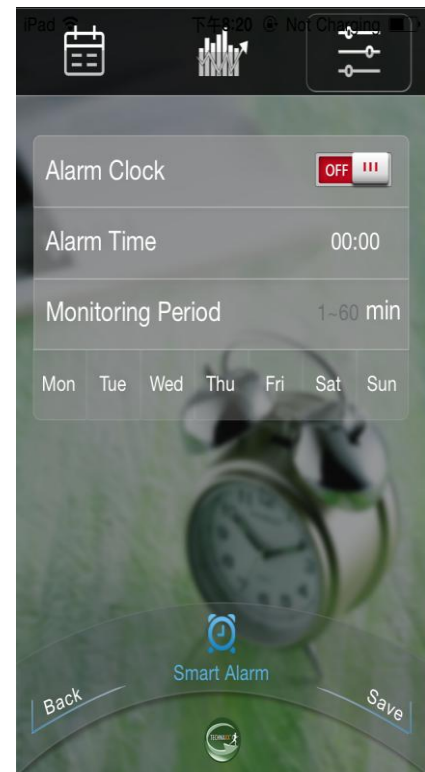 iPad 下午8:20 Not Charging
Alarm Clock OFF
Alarm Time 00:00
Monitoring Period 1~60 min
Mon Tue Wed Thu Fri Sat Sun
Smart Alarm
Back Save